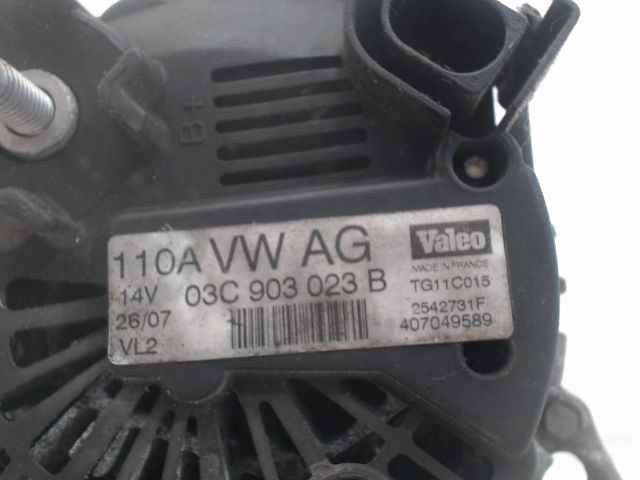 B+
110A VW AG
Valeo
MADE IN FRANCE
14V 03C 903 023 B
TG11C015
26/07
2542731F
VL2
407049589